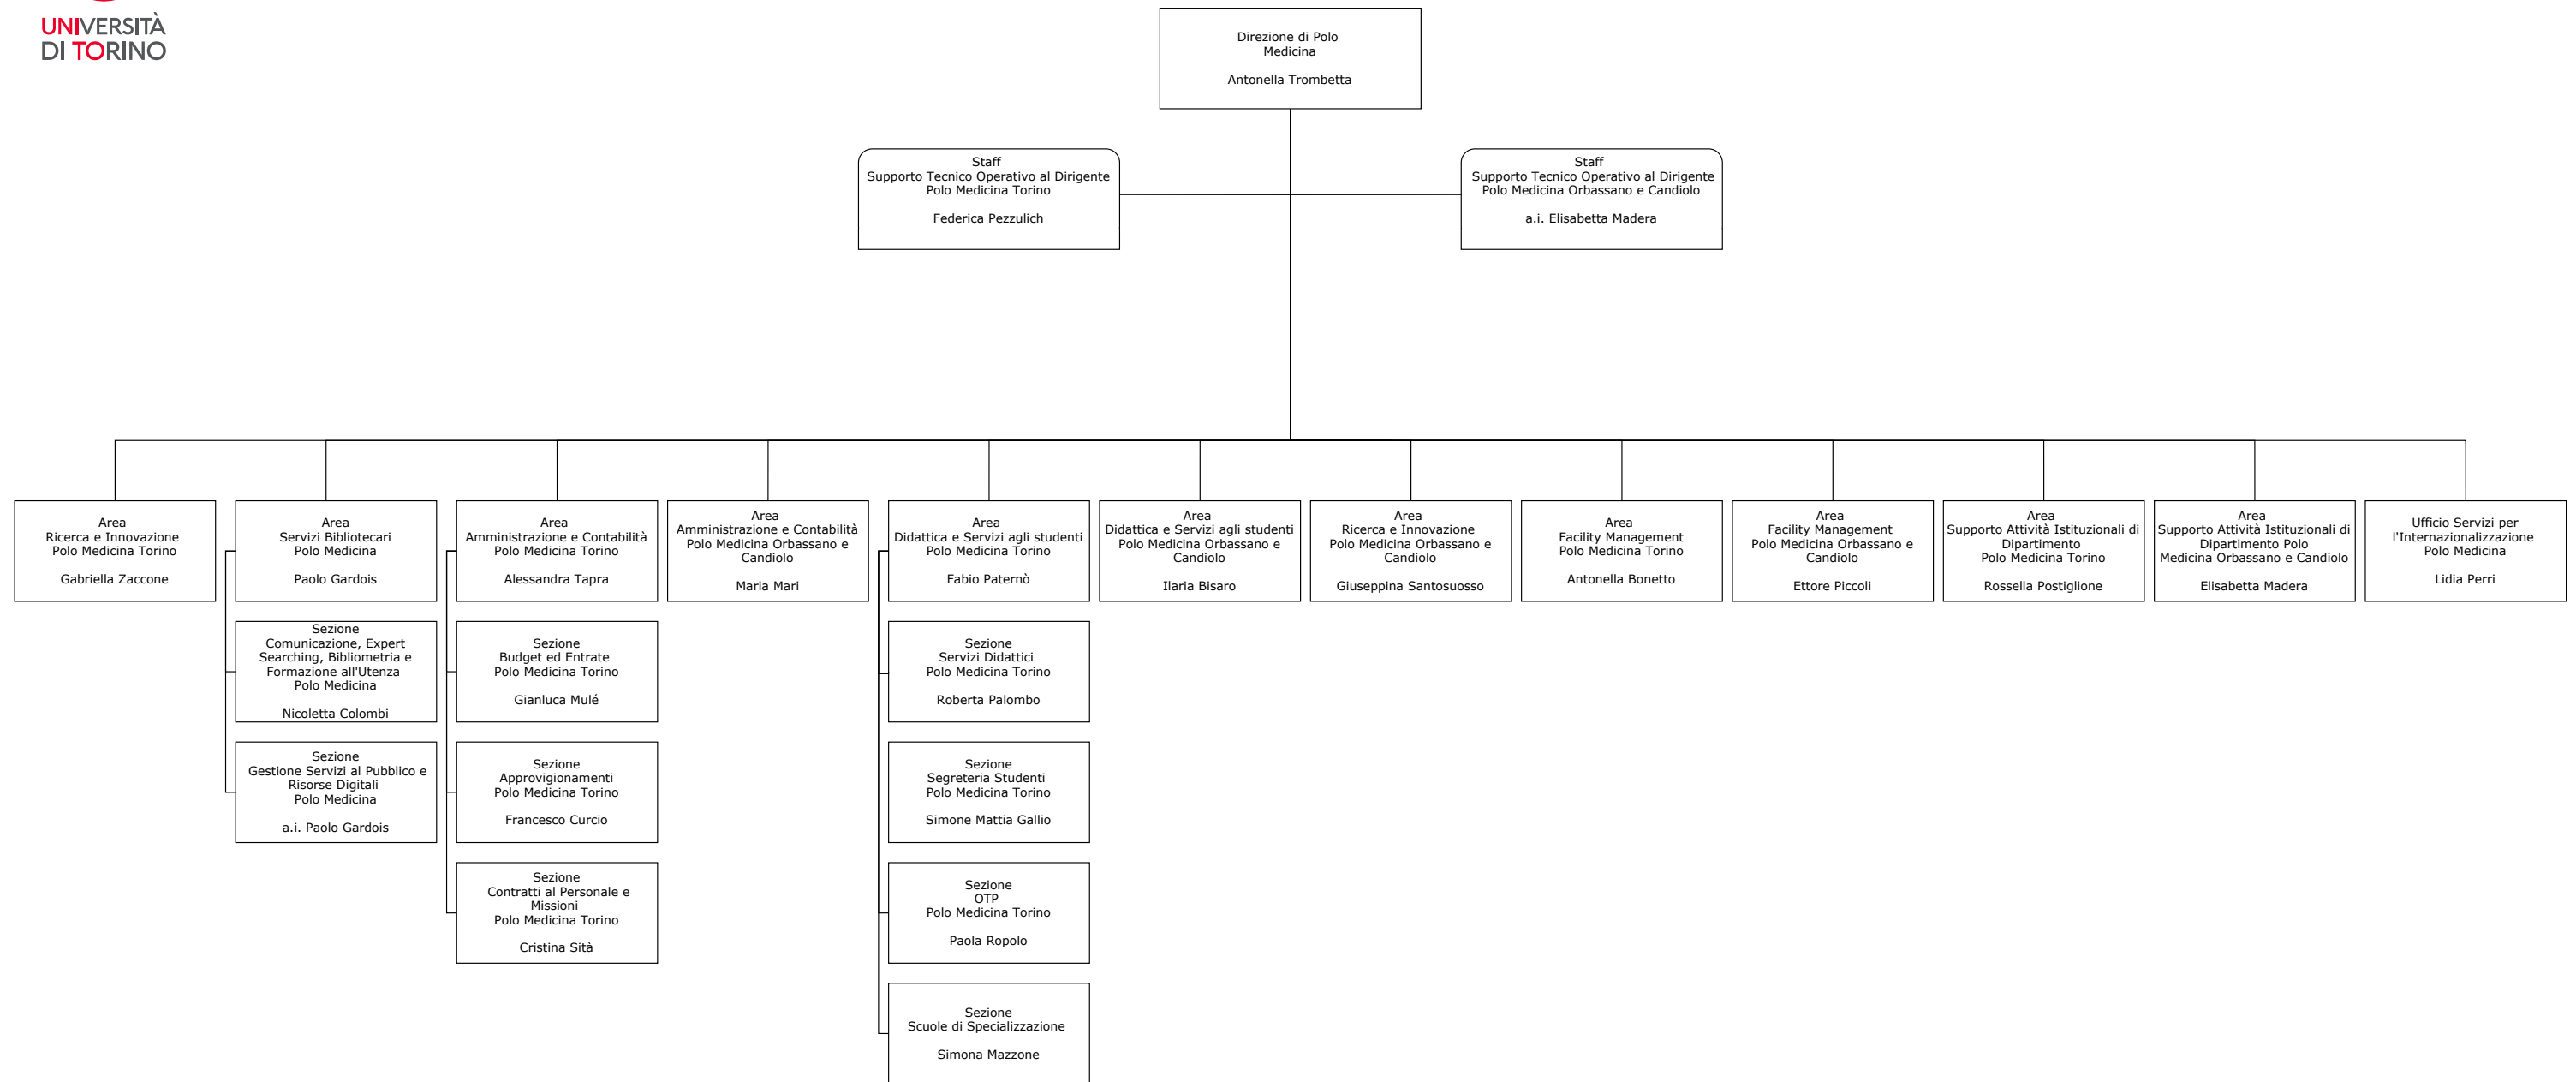 UNIVERSITÀ
DI TORINO
Direzione di Polo
Medicina
Antonella Trombetta
Staff
Supporto Tecnico Operativo al Dirigente
Polo Medicina Torino
Federica Pezzulich
Staff
Supporto Tecnico Operativo al Dirigente
Polo Medicina Orbassano e Candiolo
a.i. Elisabetta Madera
Area
Ricerca e Innovazione
Polo Medicina Torino
Gabriella Zaccone
Area
Servizi Bibliotecari
Polo Medicina
Paolo Gardois
Area
Amministrazione e Contabilità
Polo Medicina Torino
Alessandra Tapra
Area
Amministrazione e Contabilità
Polo Medicina Orbassano e
Candiolo
Maria Mari
Area
Didattica e Servizi agli studenti
Polo Medicina Torino
Fabio Paternò
Area
Didattica e Servizi agli studenti
Polo Medicina Orbassano e
Candiolo
Ilaria Bisaro
Area
Ricerca e Innovazione
Polo Medicina Orbassano e
Candiolo
Giuseppina Santosuosso
Area
Facility Management
Polo Medicina Torino
Antonella Bonetto
Area
Facility Management
Polo Medicina Orbassano e
Candiolo
Ettore Piccoli
Area
Supporto Attività Istituzionali di
Dipartimento
Polo Medicina Torino
Rossella Postiglione
Area
Supporto Attività Istituzionali di
Dipartimento Polo
Medicina Orbassano e Candiolo
Elisabetta Madera
Ufficio Servizi per
l'Internazionalizzazione
Polo Medicina
Lidia Perri
Sezione
Comunicazione, Expert
Searching, Bibliometria e
Formazione all'Utenza
Polo Medicina
Nicoletta Colombi
Sezione
Budget ed Entrate
Polo Medicina Torino
Gianluca Mulé
Sezione
Servizi Didattici
Polo Medicina Torino
Roberta Palombo
Sezione
Gestione Servizi al Pubblico e
Risorse Digitali
Polo Medicina
a.i. Paolo Gardois
Sezione
Approvigionamenti
Polo Medicina Torino
Francesco Curcio
Sezione
Segreteria Studenti
Polo Medicina Torino
Simone Mattia Gallio
Sezione
Contratti al Personale e
Missioni
Polo Medicina Torino
Cristina Sità
Sezione
OTP
Polo Medicina Torino
Paola Ropolo
Sezione
Scuole di Specializzazione
Simona Mazzone